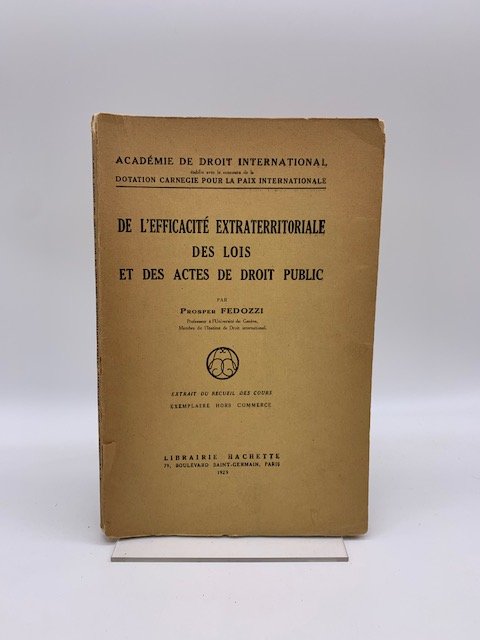 ACADÉMIE DE DROIT INTERNATIONAL
établie avec le concours de la
DOTATION CARNEGIE POUR LA PAIX INTERNATIONALE
DE L'EFFICACITÉ EXTRATERRITORIALE
DES LOIS
ET DES ACTES DE DROIT PUBLIC
PAR
PROSPER FEDOZZI
Professeur à l'Université de Genève,
Membre de l'Institut de Droit international.
EXTRAIT DU RECUEIL DES COURS
EXEMPLAIRE HORS COMMERCE
LIBRAIRIE HACHETTE
79, BOULEVARD SAINT-GERMAIN, PARIS